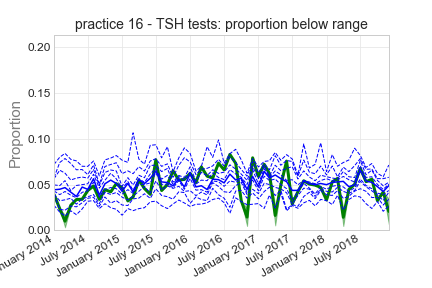 practice 16 - TSH tests: proportion below range
0.20
0.15
0.10
0.05
0.00
Proportion
nuary 2014
July 2014
January 2015
July 2015
January 2016
July 2016
January 2017
July 2017
January 2018
July 2018